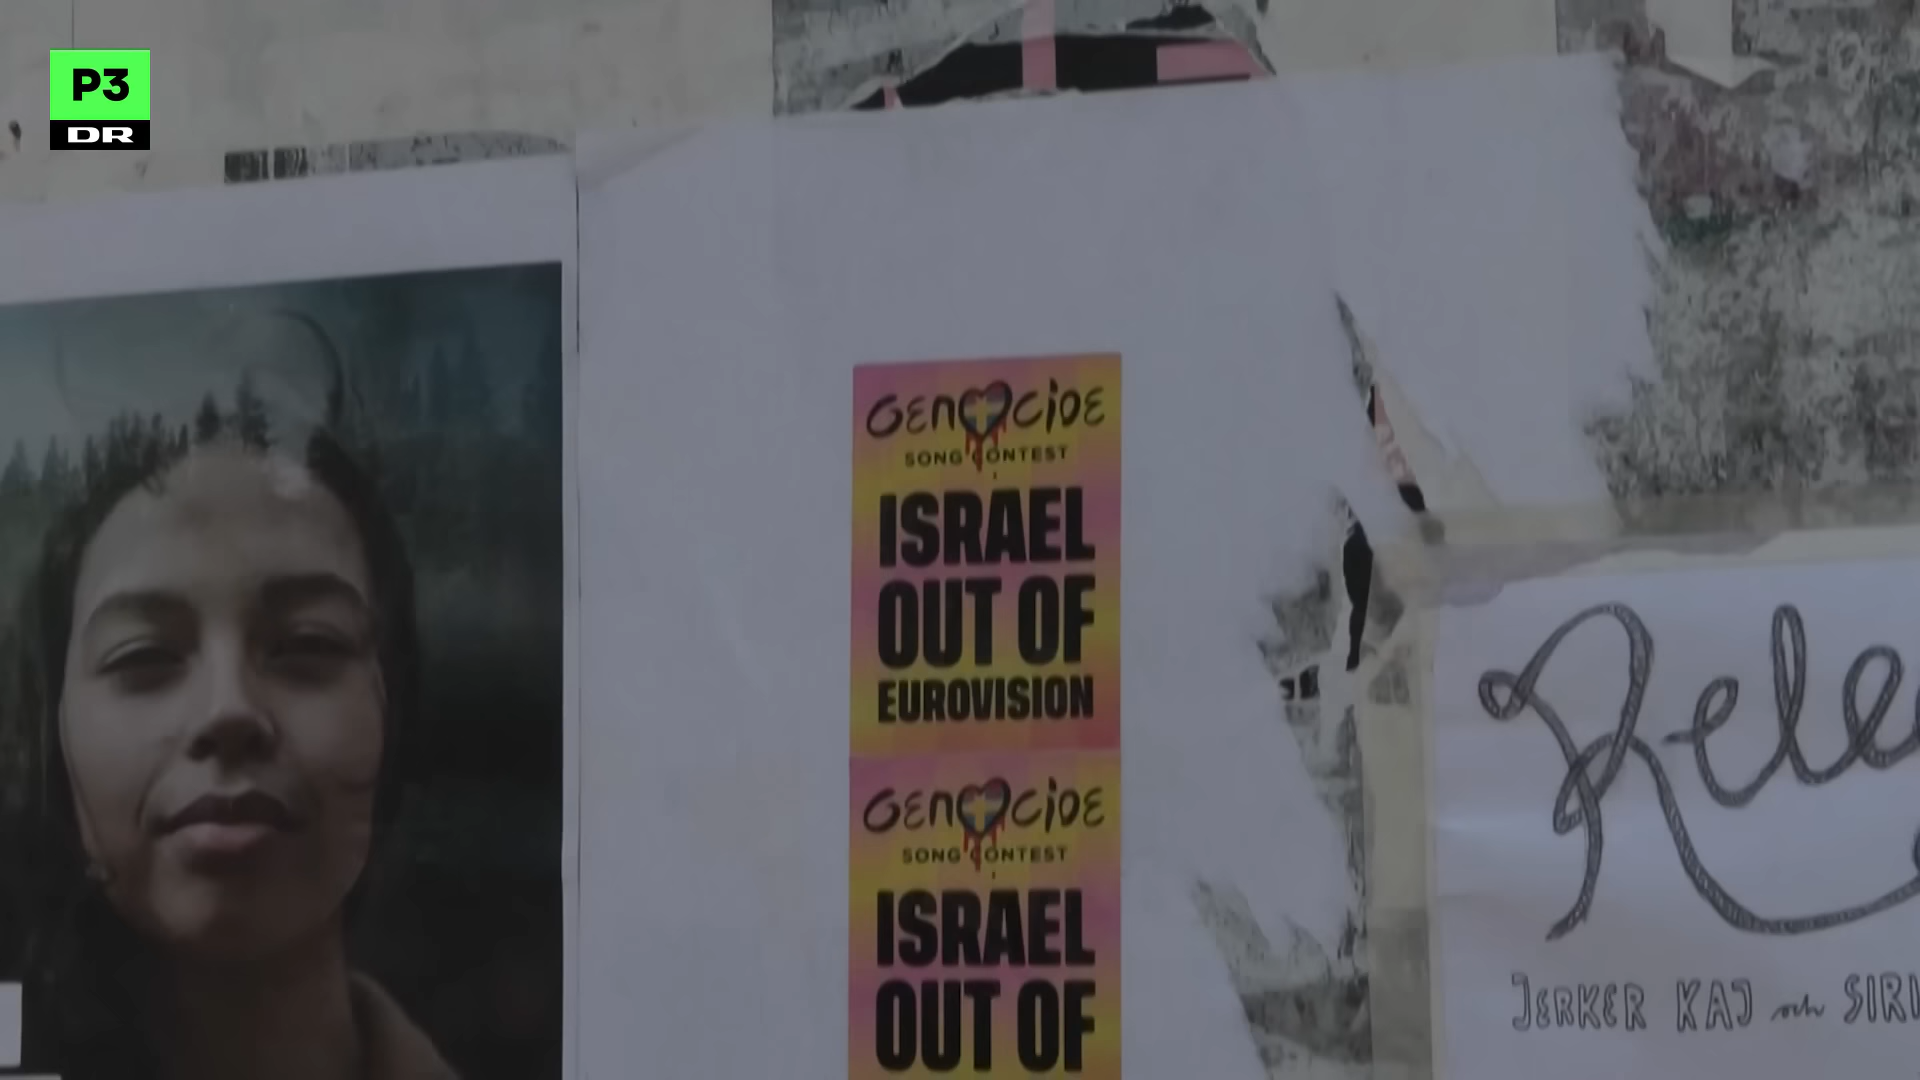 P3
DR
GENOCIDE
SONG CONTEST
ISRAEL
OUT OF
EUROVISION
GENOCIDE
SONG CONTEST
ISRAEL
OUT OF
JERKER KAJ och